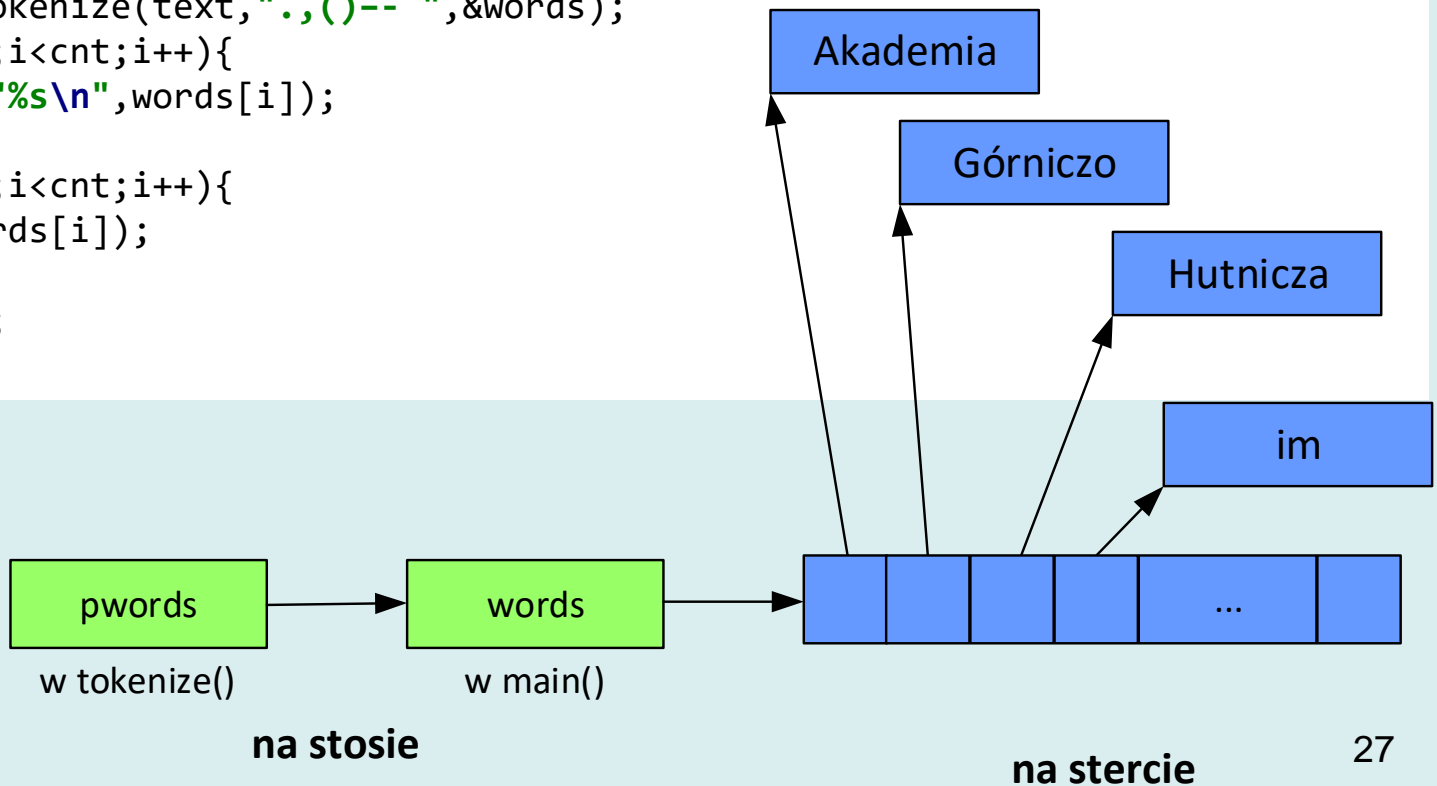 okenize(text,".,()–- ",&words);
i<cnt;i++){
"%s\n",words[i]);
i<cnt;i++){
rds[i]);
;
Akademia
Górniczo
Hutnicza
im
pwords
words
...
w tokenize()
w main()
na stosie
na stercie
27